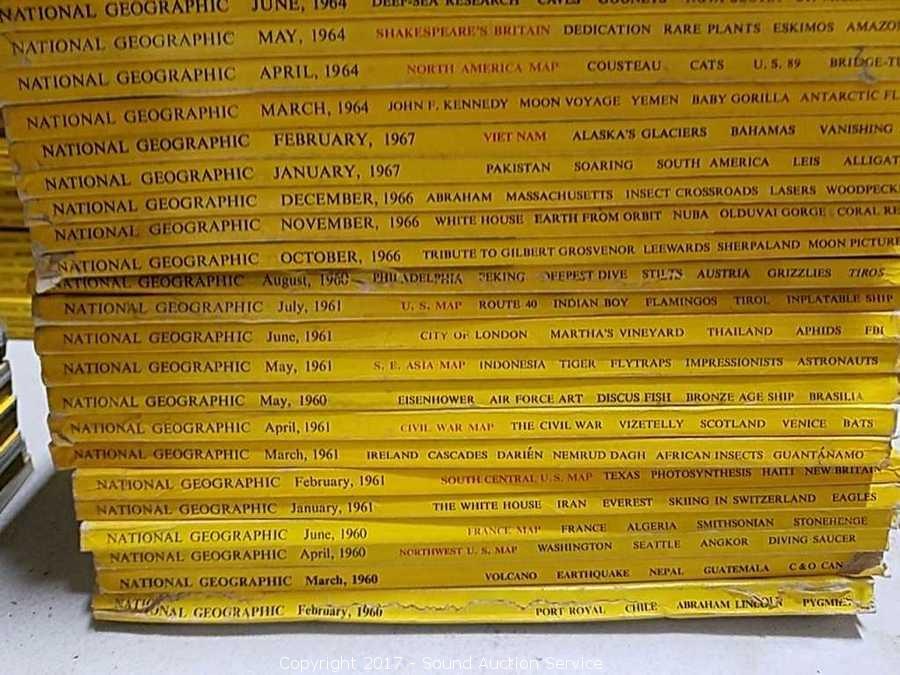 NATIONAL GEOGRAPHIC JUNE, 1964 DEEP-SEA RESEARCH CAVES
NATIONAL GEOGRAPHIC MAY, 1964 SHAKESPEARE'S BRITAIN DEDICATION RARE PLANTS ESKIMOS AMAZO
NATIONAL GEOGRAPHIC APRIL, 1964 NORTH AMERICA MAP COUSTEAU CATS U. S. 89 BRIDGE-T
NATIONAL GEOGRAPHIC MARCH, 1964 JOHN F. KENNEDY MOON VOYAGE YEMEN BABY GORILLA ANTARCTIC FL
NATIONAL GEOGRAPHIC FEBRUARY, 1967 VIET NAM ALASKA'S GLACIERS BAHAMAS VANISHING
NATIONAL GEOGRAPHIC JANUARY, 1967 PAKISTAN SOARING SOUTH AMERICA LEIS ALLIGAT
NATIONAL GEOGRAPHIC DECEMBER, 1966 ABRAHAM MASSACHUSETTS INSECT CROSSROADS LASERS WOODPECK
NATIONAL GEOGRAPHIC NOVEMBER, 1966 WHITE HOUSE EARTH FROM ORBIT NUBA OLDUVAI GORGE CORAL RE
NATIONAL GEOGRAPHIC OCTOBER, 1966 TRIBUTE TO GILBERT GROSVENOR LEEWARDS SHERPALAND MOON PICTURE
NATIONAL GEOGRAPHIC August, 1960 PHILADELPHIA PEKING DEEPEST DIVE STILTS AUSTRIA GRIZZLIES TIROS
NATIONAL GEOGRAPHIC July, 1961 U. S. MAP ROUTE 40 INDIAN BOY FLAMINGOS TIROL INFLATABLE SHIP
NATIONAL GEOGRAPHIC June, 1961 CITY OF LONDON MARTHA'S VINEYARD THAILAND APHIDS FBI
NATIONAL GEOGRAPHIC May, 1961 S. E. ASIA MAP INDONESIA TIGER FLYTRAPS IMPRESSIONISTS ASTRONAUTS
NATIONAL GEOGRAPHIC May, 1960 EISENHOWER AIR FORCE ART DISCUS FISH BRONZE AGE SHIP BRASILIA
NATIONAL GEOGRAPHIC April, 1961 CIVIL WAR MAP THE CIVIL WAR VIZETELLY SCOTLAND VENICE BATS
NATIONAL GEOGRAPHIC March, 1961 IRELAND CASCADES DARIÉN NEMRUD DAGH AFRICAN INSECTS GUANTÁNAMO
NATIONAL GEOGRAPHIC February, 1961 SOUTH CENTRAL U. S. MAP TEXAS PHOTOSYNTHESIS HAITI NEW BRITAIN
NATIONAL GEOGRAPHIC January, 1961 THE WHITE HOUSE IRAN EVEREST SKIING IN SWITZERLAND EAGLES
NATIONAL GEOGRAPHIC June, 1960 FRANCE MAP FRANCE ALGERIA SMITHSONIAN STONEHENGE
NATIONAL GEOGRAPHIC April, 1960 NORTHWEST U. S. MAP WASHINGTON SEATTLE ANGKOR DIVING SAUCER
NATIONAL GEOGRAPHIC March, 1960 VOLCANO EARTHQUAKE NEPAL GUATEMALA C & O CAN
NATIONAL GEOGRAPHIC February, 1960 PORT ROYAL CHILE ABRAHAM LINCOLN PYGMIES
Copyright 2017 - Sound Auction Service